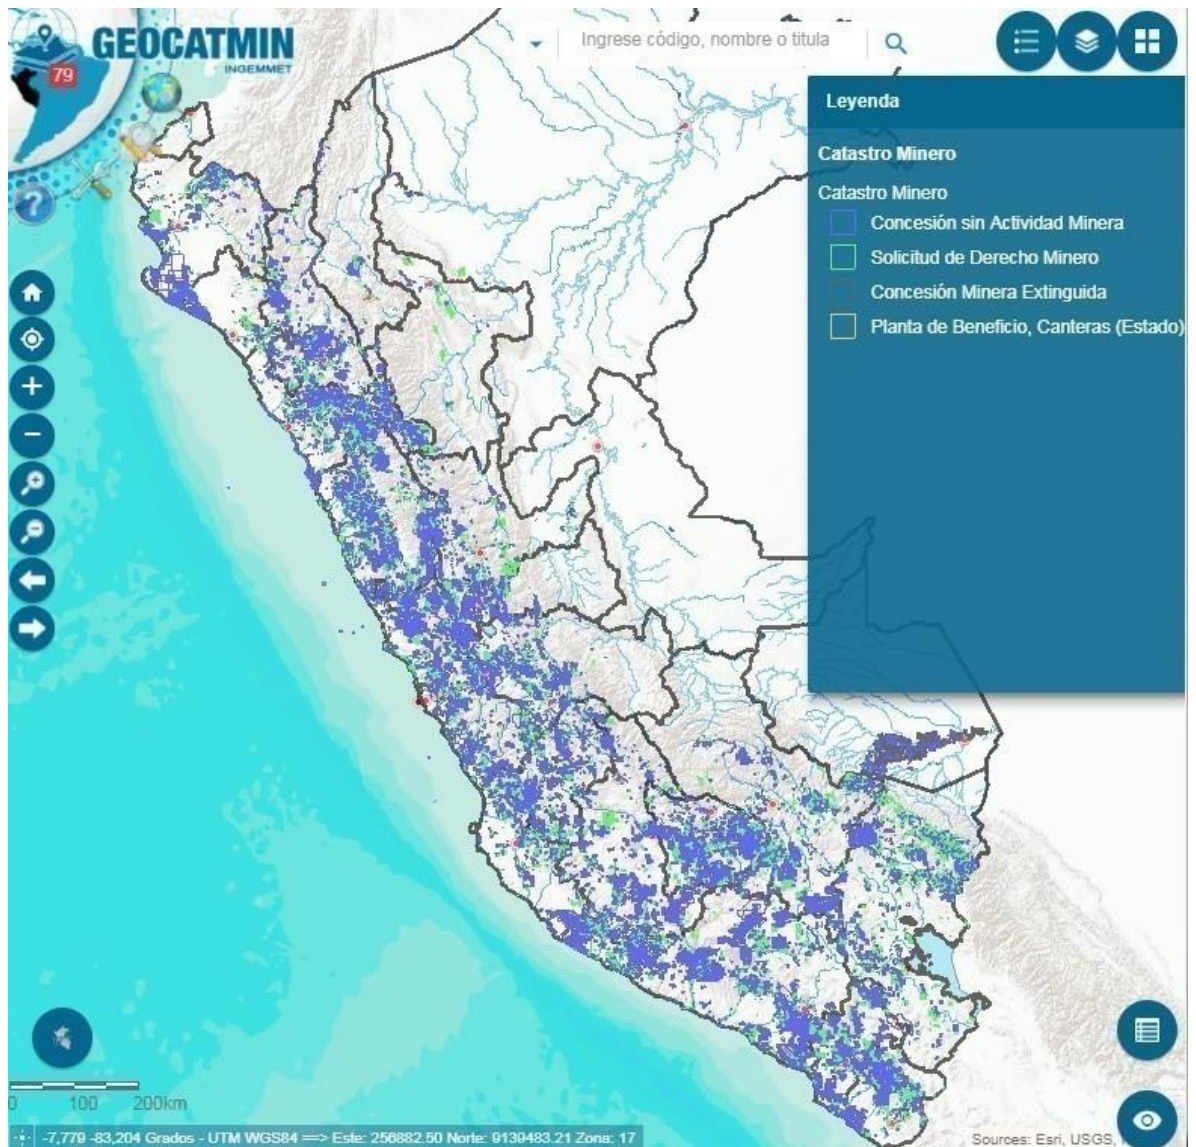 GEOCATMIN
INGEMMET
79
Ingrese código, nombre o titula
Leyenda
Catastro Minero
Catastro Minero
Concesión sin Actividad Minera
Solicitud de Derecho Minero
Concesión Minera Extinguida
Planta de Beneficio, Canteras (Estado)
?
0 100 200km
-7,779 -83,204 Grados - UTM WGS84 ==> Este: 256882.50 Norte: 9139483.21 Zona: 17
Sources: Esri, USGS,